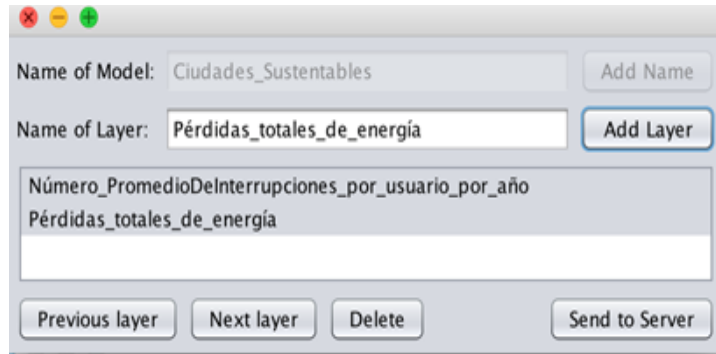 Name of Model: Ciudades_Sustentables Add Name
Name of Layer: Pérdidas_totales_de_energía Add Layer
Número_PromedioDeInterrupciones_por_usuario_por_año
Pérdidas_totales_de_energía
Previous layer Next layer Delete Send to Server